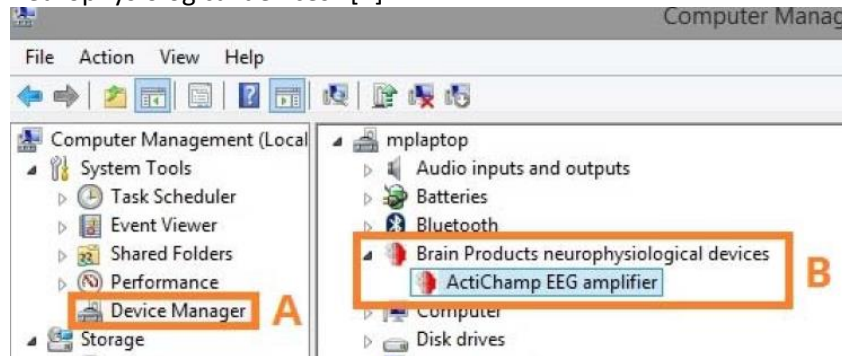 Computer Manag
File Action View Help
Computer Management (Local
System Tools
Task Scheduler
Event Viewer
Shared Folders
Performance
Device Manager
A
Storage
mplaptop
Audio inputs and outputs
Batteries
Bluetooth
Brain Products neurophysiological devices
ActiChamp EEG amplifier
B
Computer
Disk drives